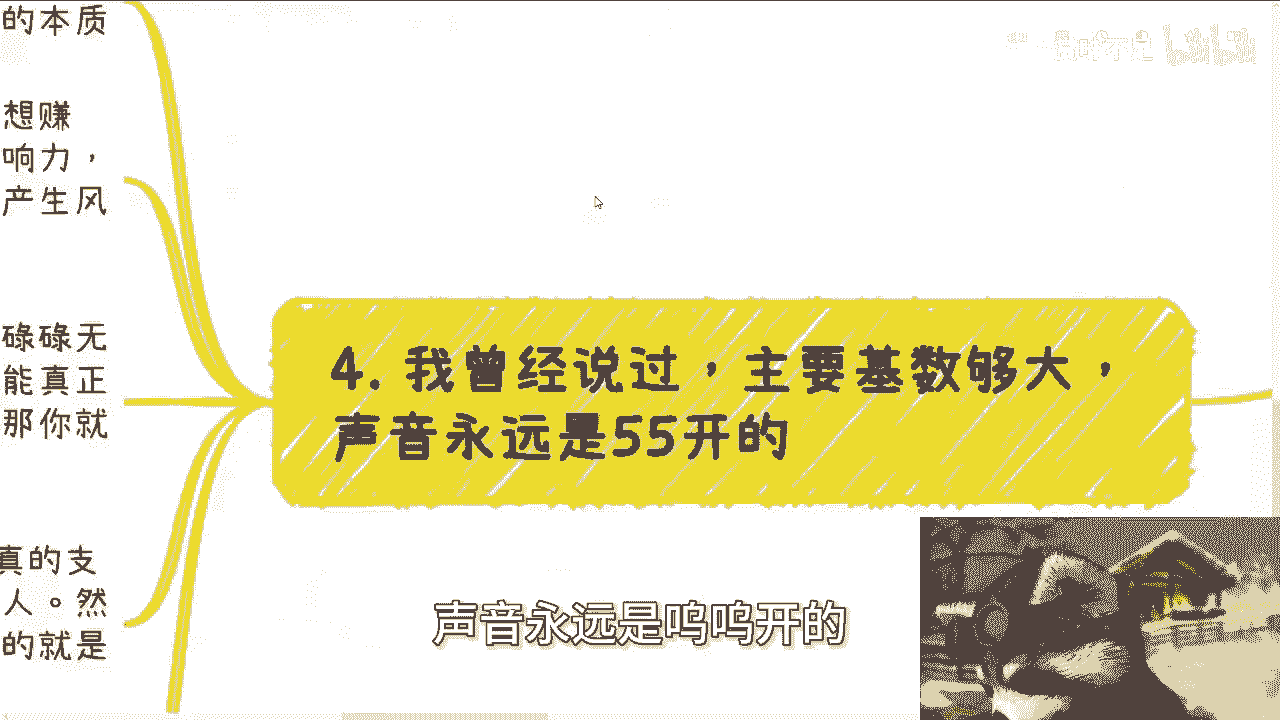 的本质
想赚
响力，
产生风
碌碌无
能真正
那你就
真的支
人。然
的就是
4. 我曾经说过，主要基数够大，
声音永远是55开的
声音永远是呜呜开的
bilibili